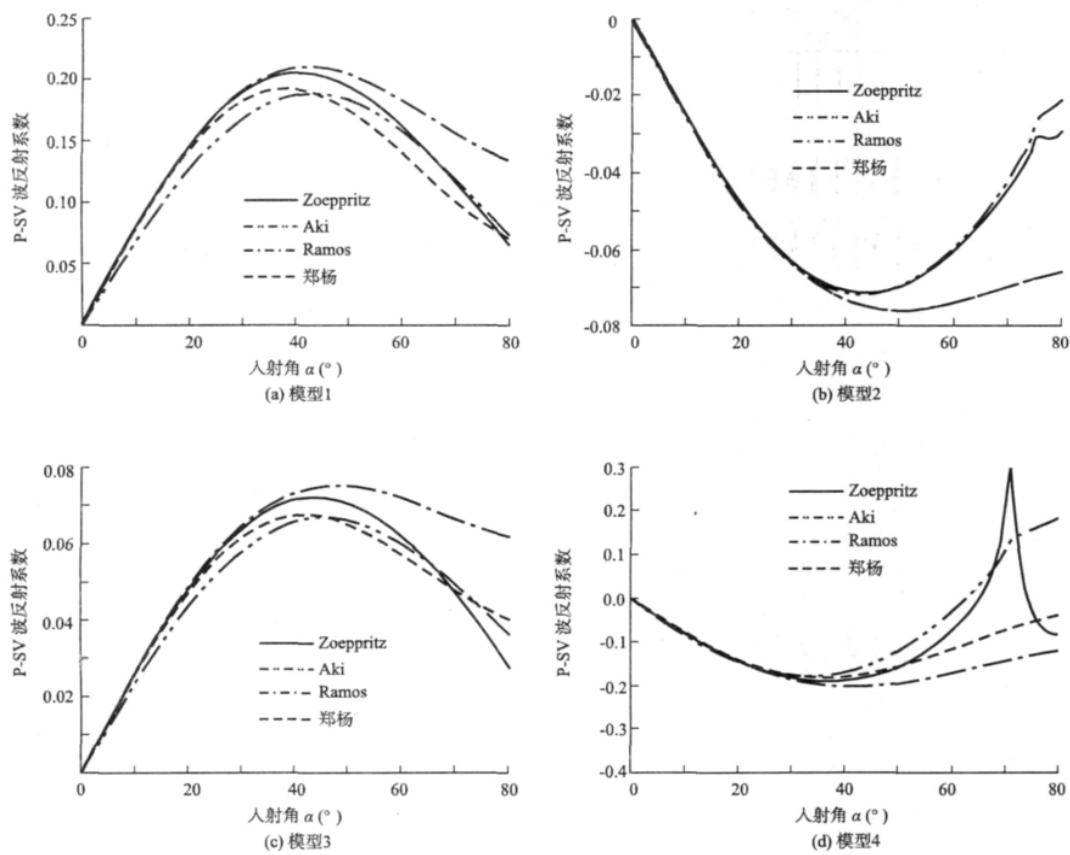 0.25
0.20
0.15
0.10
0.05
P-SV 波反射系数
Zoeppritz
Aki
Ramos
郑杨
0
20
40
60
80
入射角 α (°)
(a) 模型1
0
-0.02
-0.04
-0.06
-0.08
P-SV 波反射系数
Zoeppritz
Aki
Ramos
郑杨
0
20
40
60
80
入射角 α (°)
(b) 模型2
0.08
0.06
0.04
0.02
P-SV 波反射系数
Zoeppritz
Aki
Ramos
郑杨
0
20
40
60
80
入射角 α (°)
(c) 模型3
0.3
0.2
0.1
0.0
-0.1
-0.2
-0.3
-0.4
P-SV 波反射系数
Zoeppritz
Aki
Ramos
郑杨
0
20
40
60
80
入射角 α (°)
(d) 模型4